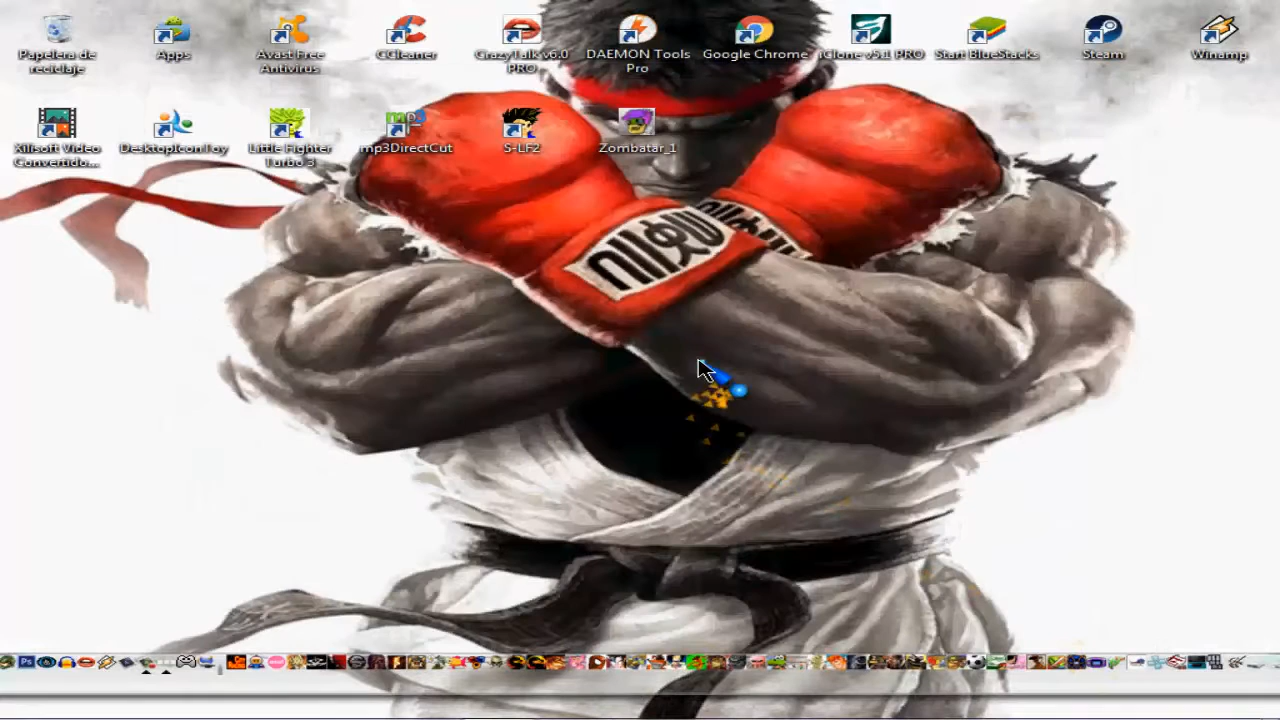 Papelera de
reciclaje
Apps
Avast Free
Antivirus
CCleaner
CrazyTalk v6.0
PRO
DAEMON Tools
Pro
Google Chrome
iClone v5.1 PRO
Start BlueStacks
Steam
Winamp
Xilisoft Video
Convertido...
DesktopIconToy
Little Fighter
Turbo 3
mp3DirectCut
S-LF2
Zombatar_1